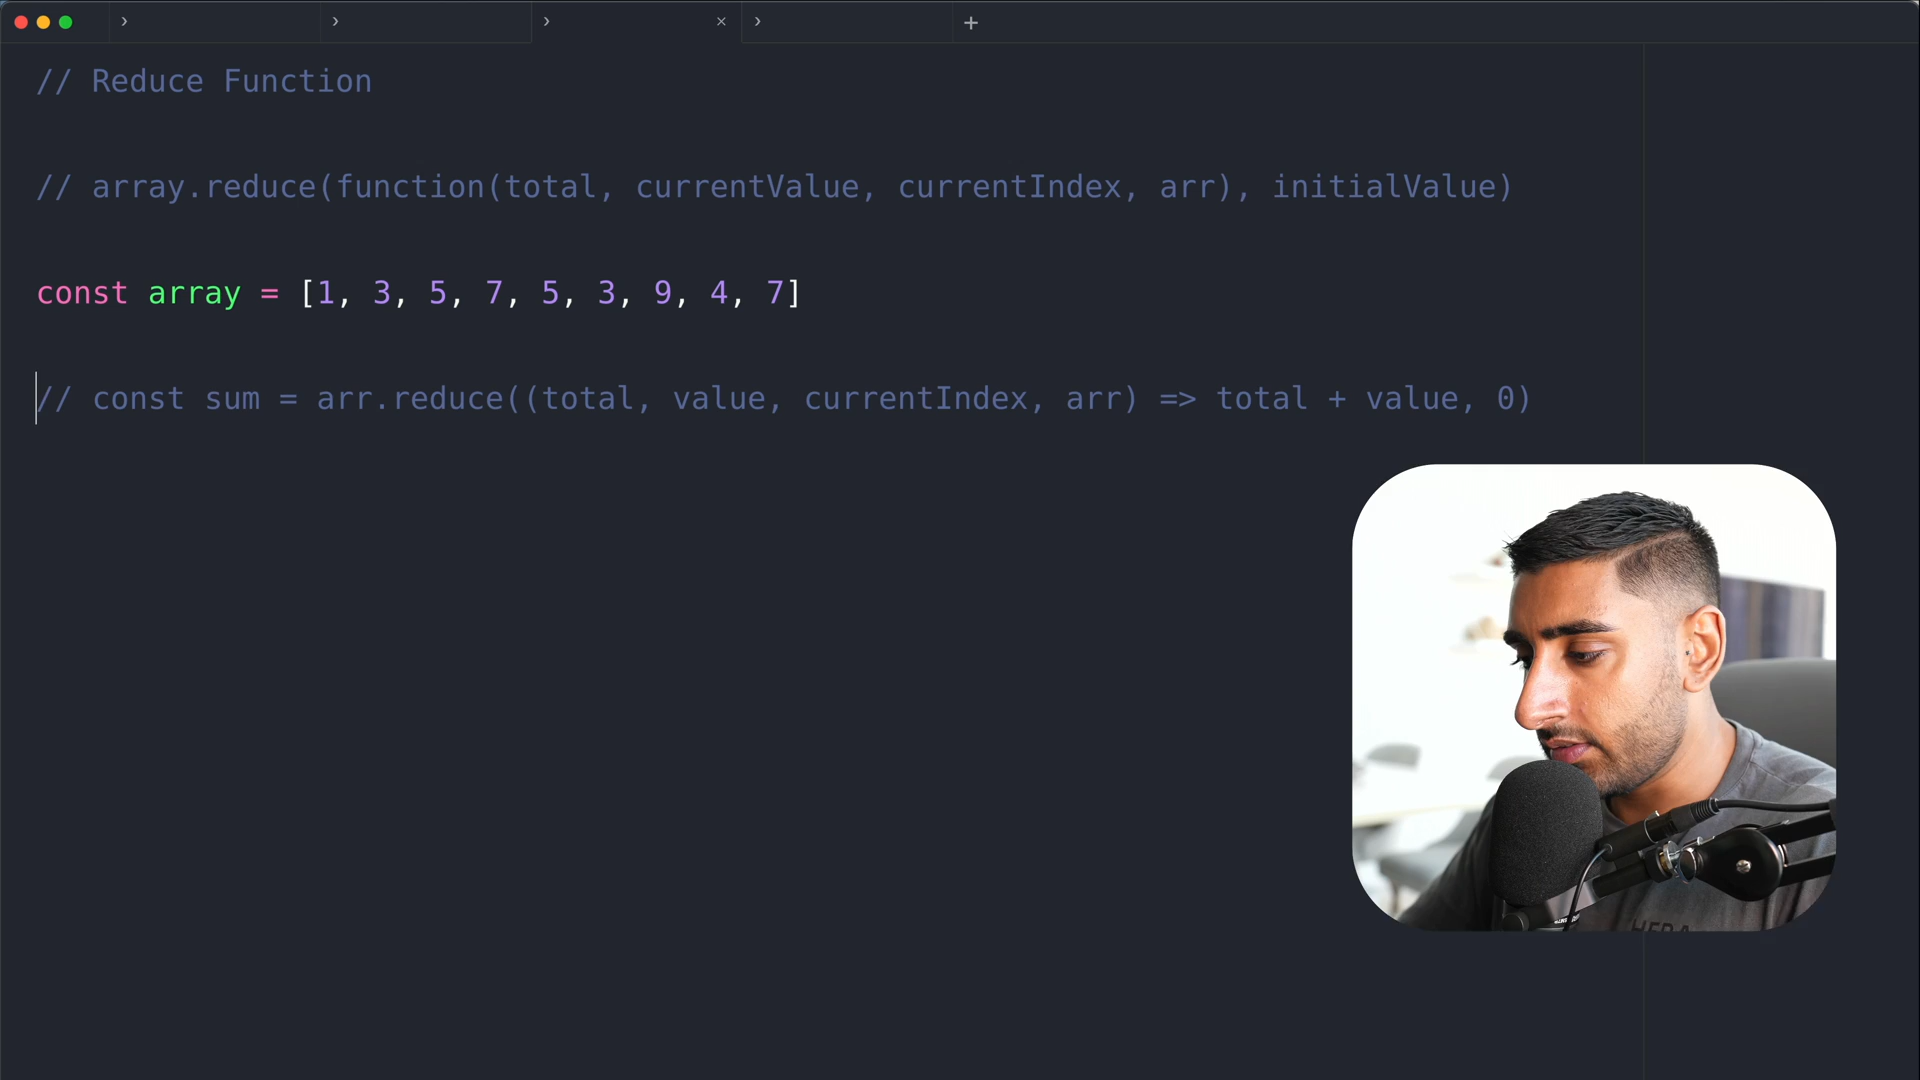 // Reduce Function
// array.reduce(function(total, currentValue, currentIndex, arr), initialValue)
const array = [1, 3, 5, 7, 5, 3, 9, 4, 7]
// const sum = arr.reduce((total, value, currentIndex, arr) => total + value, 0)